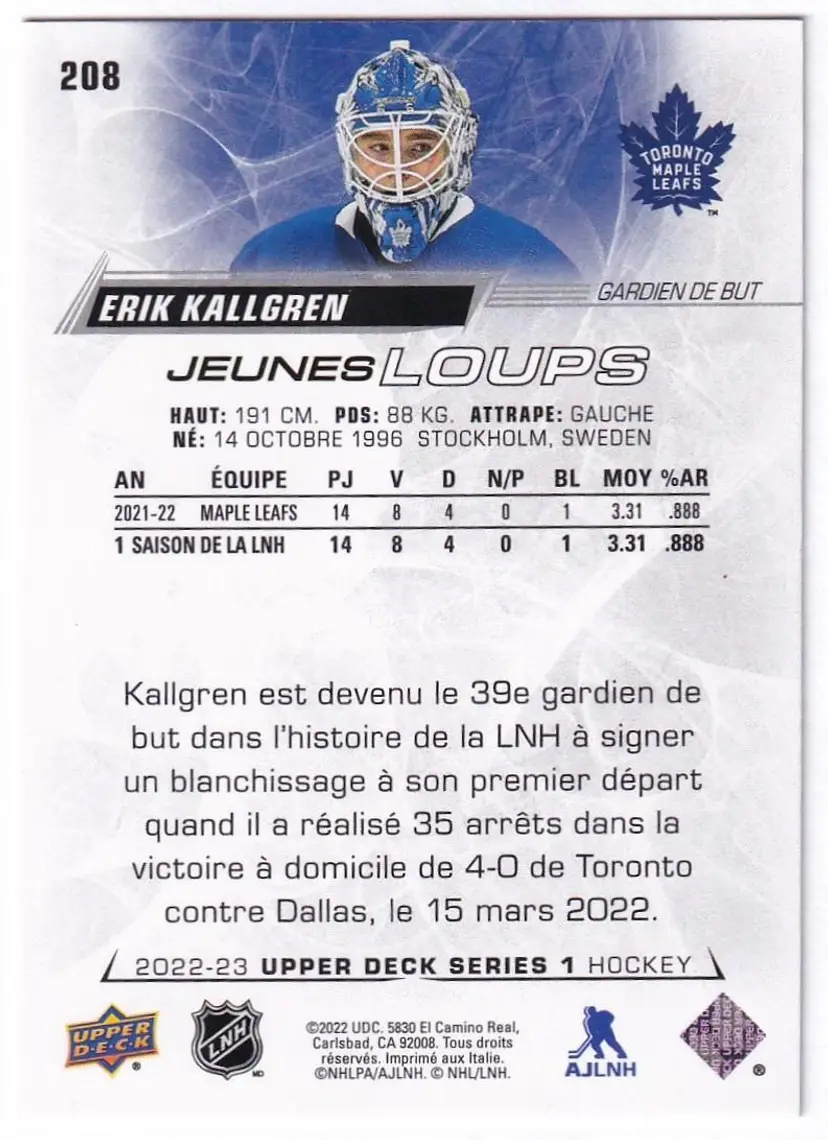 208
TORONTO
MAPLE
LEAFS
TM
GARDIEN DE BUT
ERIK KALLGREN
JEUNES LOUPS
HAUT: 191 CM. PDS: 88 KG. ATTRAPE: GAUCHE
NÉ: 14 OCTOBRE 1996 STOCKHOLM, SWEDEN
AN ÉQUIPE PJ V D N/P BL MOY %AR
2021-22 MAPLE LEAFS 14 8 4 0 1 3.31 .888
1 SAISON DE LA LNH 14 8 4 0 1 3.31 .888
Kallgren est devenu le 39e gardien de
but dans l'histoire de la LNH à signer
un blanchissage à son premier départ
quand il a réalisé 35 arrêts dans la
victoire à domicile de 4-0 de Toronto
contre Dallas, le 15 mars 2022.
2022-23 UPPER DECK SERIES 1 HOCKEY
UPPER
D•E•C•K
®
LNH
MD
©2022 UDC. 5830 El Camino Real,
Carlsbad, CA 92008. Tous droits
réservés. Imprimé aux Italie.
©NHLPA/AJLNH. © NHL/LNH.
AJLNH
®